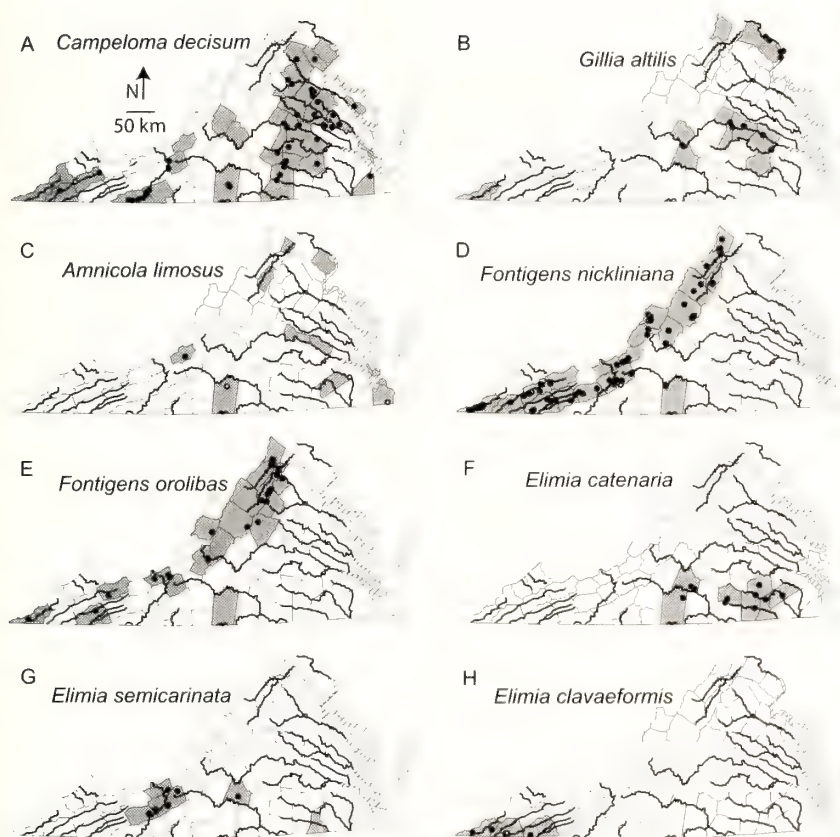 A Campeloma decisum
N
50 km
B Gillia altilis
C Amnicola limosus
D Fontigens nickliniana
E Fontigens orolibas
F Elimia catenaria
G Elimia semicarinata
H Elimia clavaeformis